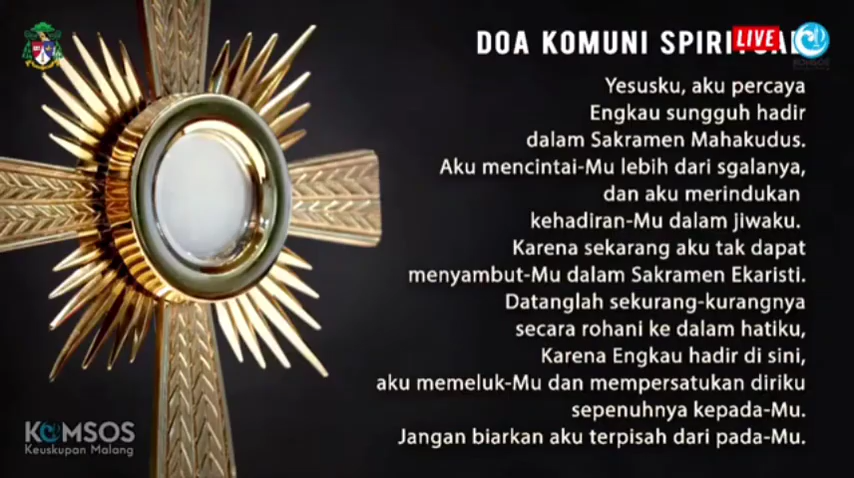 DOA KOMUNI SPIRITUAL
LIVE
KOMSOS
Yesusku, aku percaya
Engkau sungguh hadir
dalam Sakramen Mahakudus.
Aku mencintai-Mu lebih dari sgalanya,
dan aku merindukan
kehadiran-Mu dalam jiwaku.
Karena sekarang aku tak dapat
menyambut-Mu dalam Sakramen Ekaristi.
Datanglah sekurang-kurangnya
secara rohani ke dalam hatiku,
Karena Engkau hadir di sini,
aku memeluk-Mu dan mempersatukan diriku
sepenuhnya kepada-Mu.
Jangan biarkan aku terpisah dari pada-Mu.
KOMSOS
Keuskupan Malang